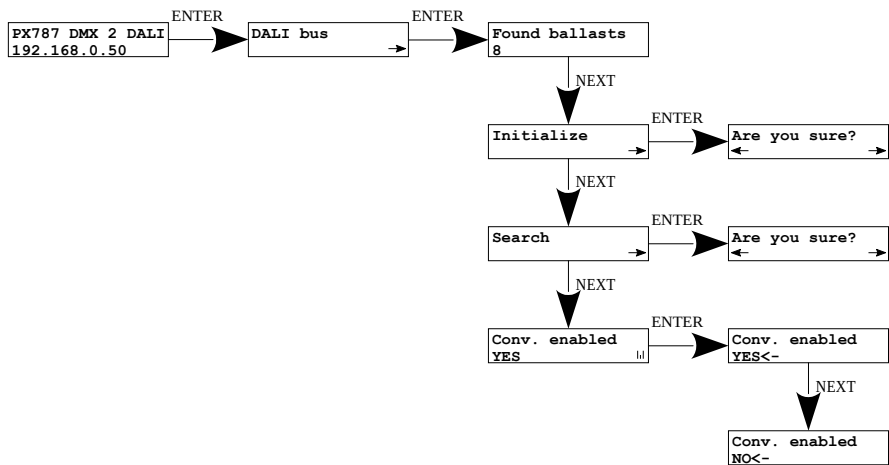 ENTER
ENTER
PX787 DMX 2 DALI
192.168.0.50
DALI bus
Found ballasts
8
NEXT
ENTER
Initialize
Are you sure?
NEXT
ENTER
Search
Are you sure?
NEXT
ENTER
Conv. enabled
YES
Conv. enabled
YES<-
NEXT
Conv. enabled
NO<-